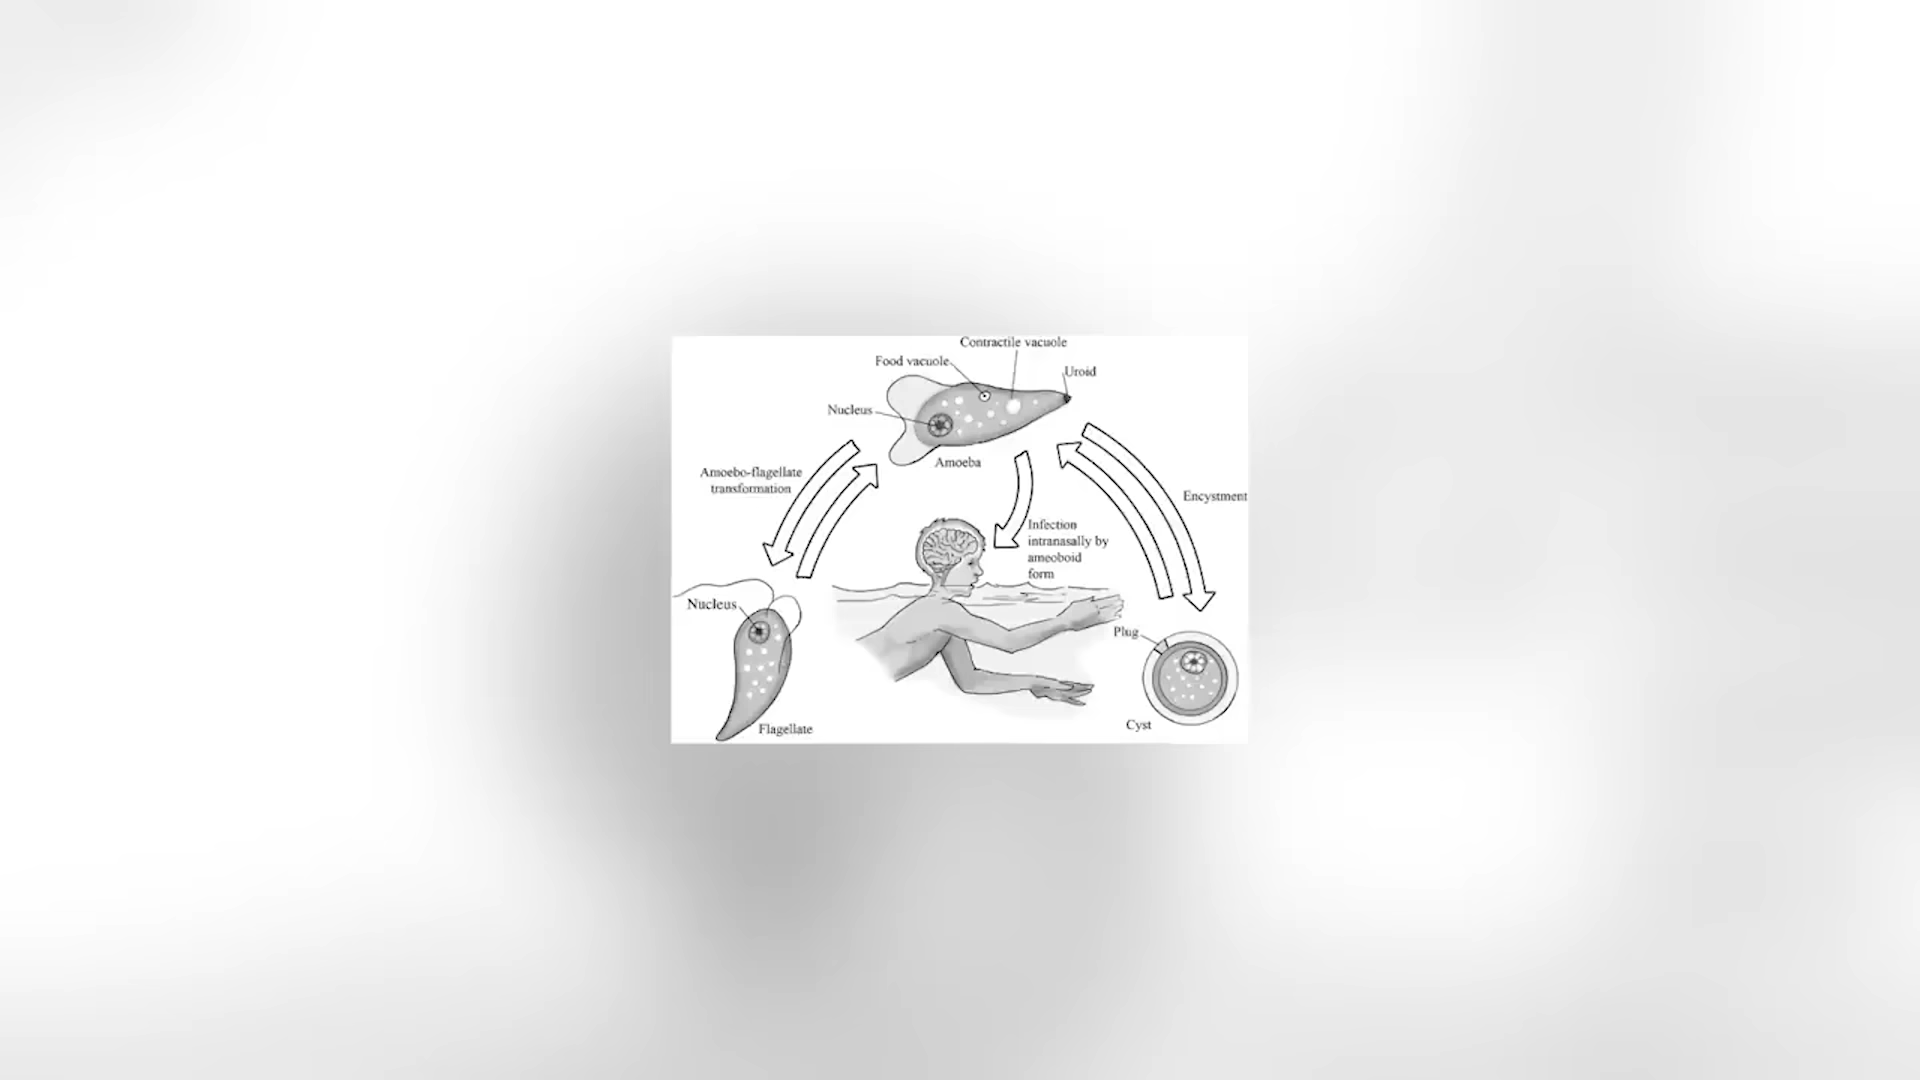 Contractile vacuole
Food vacuole
Uroid
Nucleus
Amoeba
Amoebo-flagellate
transformation
Encystment
Infection
intranasally by
ameoboid
form
Nucleus
Plug
Cyst
Flagellate